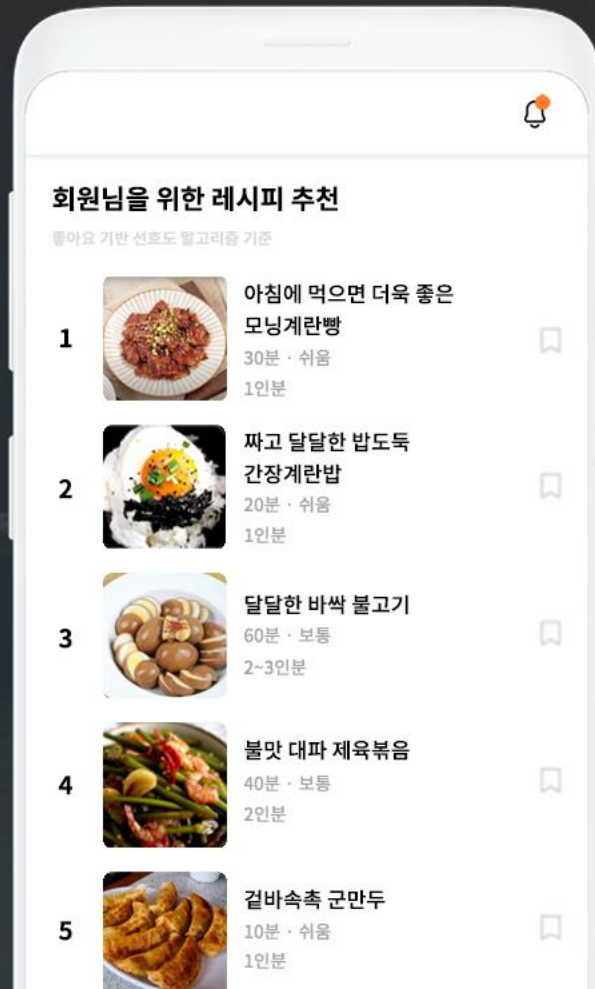 회원님을 위한 레시피 추천
좋아요 기반 선호도 알고리즘 기준
1
아침에 먹으면 더욱 좋은
모닝계란빵
30분 · 쉬움
1인분
2
짜고 달달한 밥도둑
간장계란밥
20분 · 쉬움
1인분
3
달달한 바싹 불고기
60분 · 보통
2~3인분
4
불맛 대파 제육볶음
40분 · 보통
2인분
5
겉바속촉 군만두
10분 · 쉬움
1인분